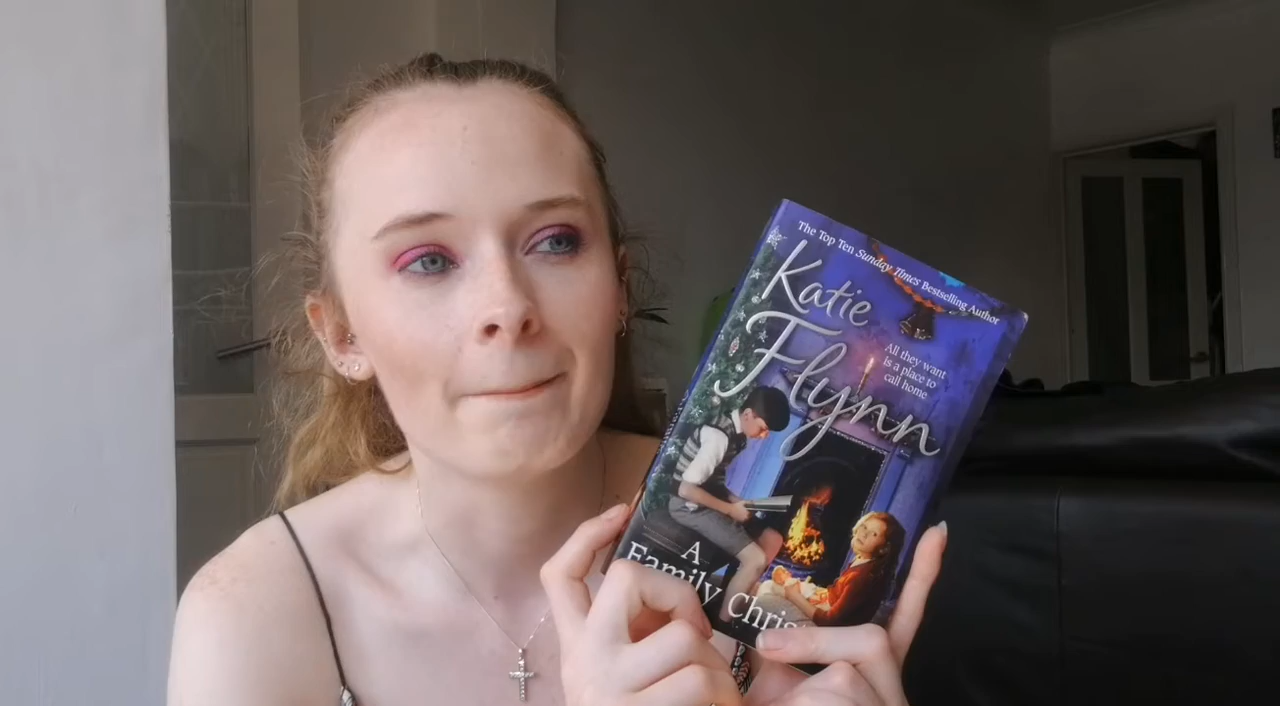 The Top Ten Sunday Times Bestselling Author
Katie
Flynn
All they want
is a place to
call home
A
Family Chris